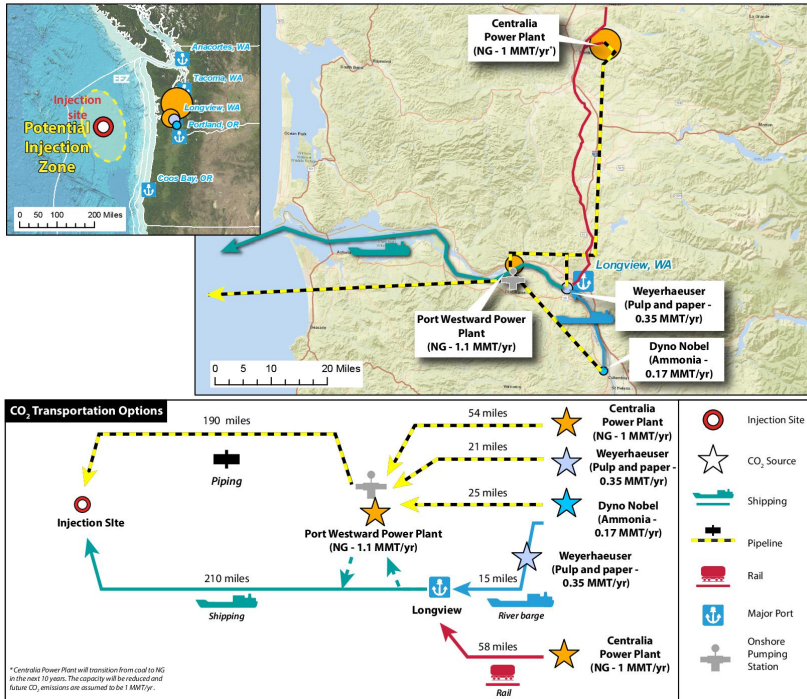 Anacortes, WA
Tacoma, WA
EEZ
Injection
site
Longview, WA
Potential
Injection
Zone
Portland, OR
Coos Bay, OR
0 50 100 200 Miles
Centralia
Power Plant
(NG - 1 MMT/yr*)
Longview, WA
Weyerhaeuser
(Pulp and paper -
0.35 MMT/yr)
Port Westward Power
Plant
(NG - 1.1 MMT/yr)
Dyno Nobel
(Ammonia -
0.17 MMT/yr)
0 10 20 Miles
CO2 Transportation Options
190 miles
Piping
54 miles
Centralia
Power Plant
(NG - 1 MMT/yr)
21 miles
Weyerhaeuser
(Pulp and paper -
0.35 MMT/yr)
25 miles
Dyno Nobel
(Ammonia -
0.17 MMT/yr)
Injection SIte
Port Westward Power Plant
(NG - 1.1 MMT/yr)
Weyerhaeuser
(Pulp and paper -
0.35 MMT/yr)
210 miles
Shipping
Longview
15 miles
River barge
58 miles
Rail
Centralia
Power Plant
(NG - 1 MMT/yr)
* Centralia Power Plant will transition from coal to NG
in the next 10 years. The capacity will be reduced and
future CO2 emissions are assumed to be 1 MMT/yr.
Injection Site
CO2 Source
Shipping
Pipeline
Rail
Major Port
Onshore
Pumping
Station